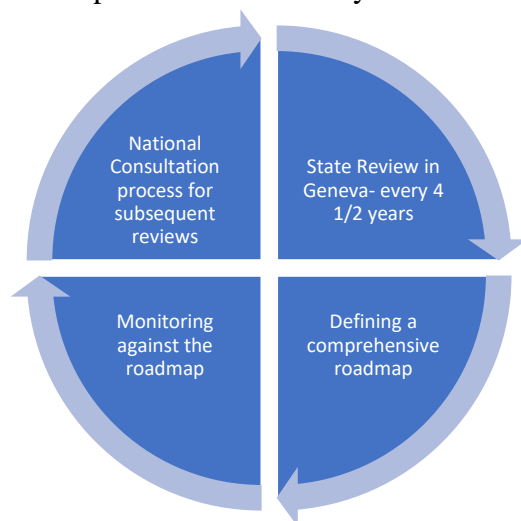 National
Consultation
process for
subsequent
reviews
State Review in
Geneva- every 4
1/2 years
Monitoring
against the
roadmap
Defining a
comprehensive
roadmap